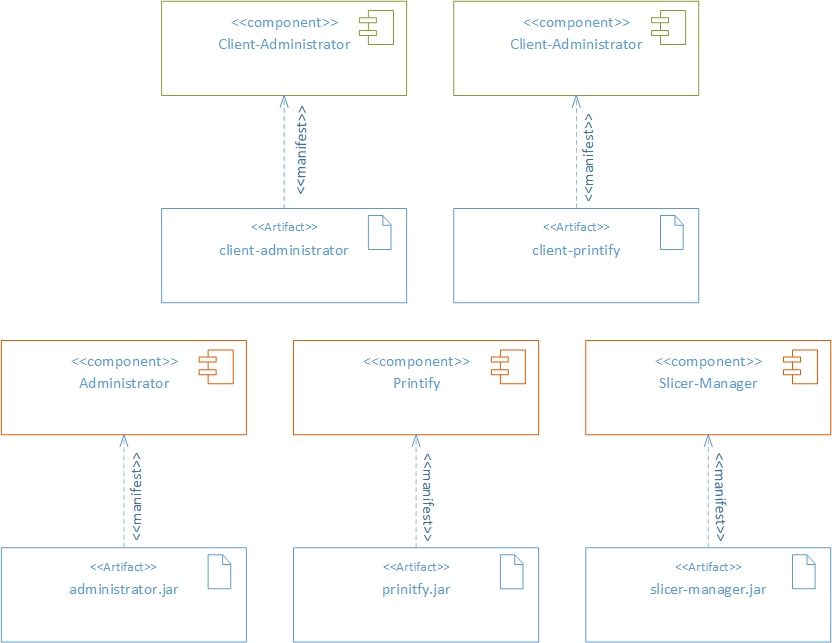 <<component>>
Client-Administrator
<<component>>
Client-Administrator
<<manifest>>
<<manifest>>
<<Artifact>>
client-administrator
<<Artifact>>
client-printify
<<component>>
Administrator
<<component>>
Printify
<<component>>
Slicer-Manager
<<manifest>>
<<manifest>>
<<manifest>>
<<Artifact>>
administrator.jar
<<Artifact>>
prinitfy.jar
<<Artifact>>
slicer-manager.jar